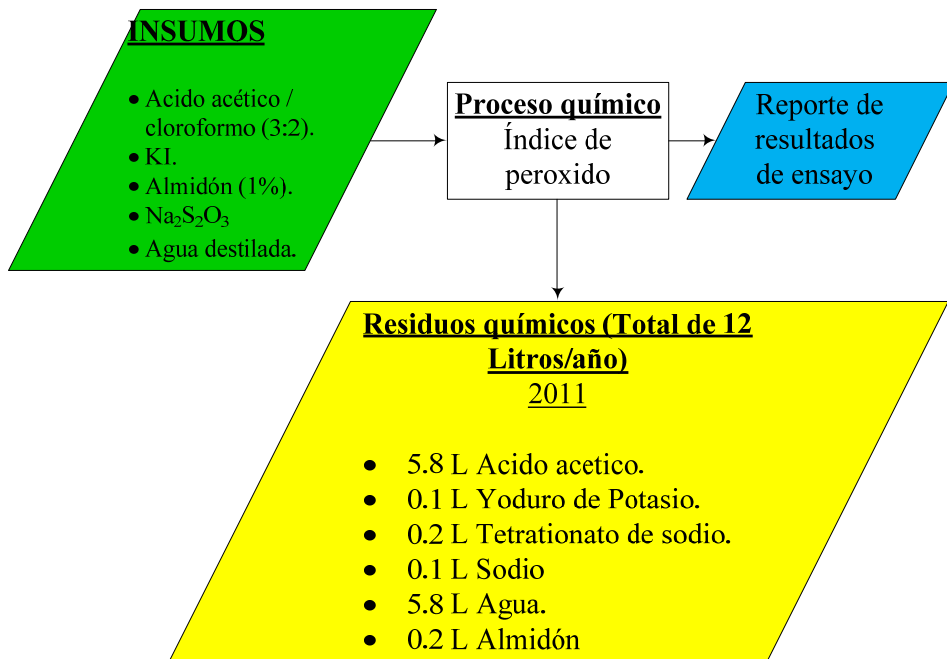 INSUMOS
• Acido acético /
cloroformo (3:2).
• KI.
• Almidón (1%).
• Na₂S₂O₃
• Agua destilada.
Proceso químico
Índice de
peroxido
Reporte de
resultados
de ensayo
Residuos químicos (Total de 12
Litros/año)
2011
• 5.8 L Acido acetico.
• 0.1 L Yoduro de Potasio.
• 0.2 L Tetrationato de sodio.
• 0.1 L Sodio
• 5.8 L Agua.
• 0.2 L Almidón